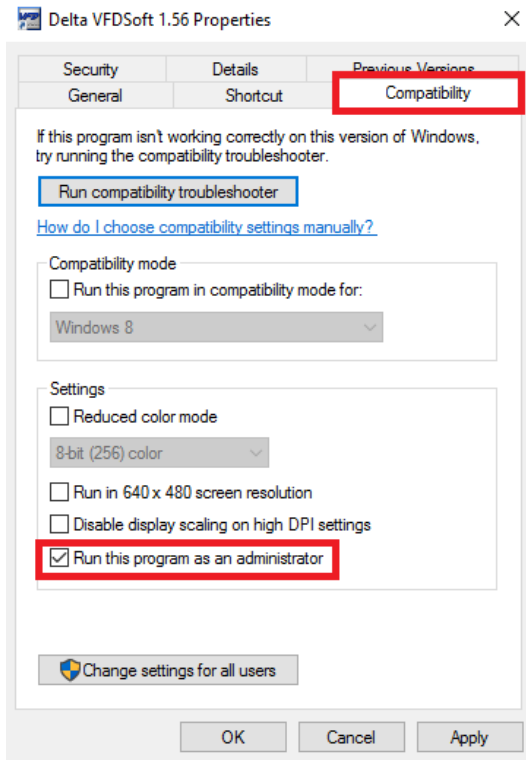 Delta VFDSoft 1.56 Properties
Security Details Previous Versions
General Shortcut Compatibility
If this program isn't working correctly on this version of Windows,
try running the compatibility troubleshooter.
Run compatibility troubleshooter
How do I choose compatibility settings manually?
Compatibility mode
Run this program in compatibility mode for:
Windows 8
Settings
Reduced color mode
8-bit (256) color
Run in 640 x 480 screen resolution
Disable display scaling on high DPI settings
Run this program as an administrator
Change settings for all users
OK Cancel Apply